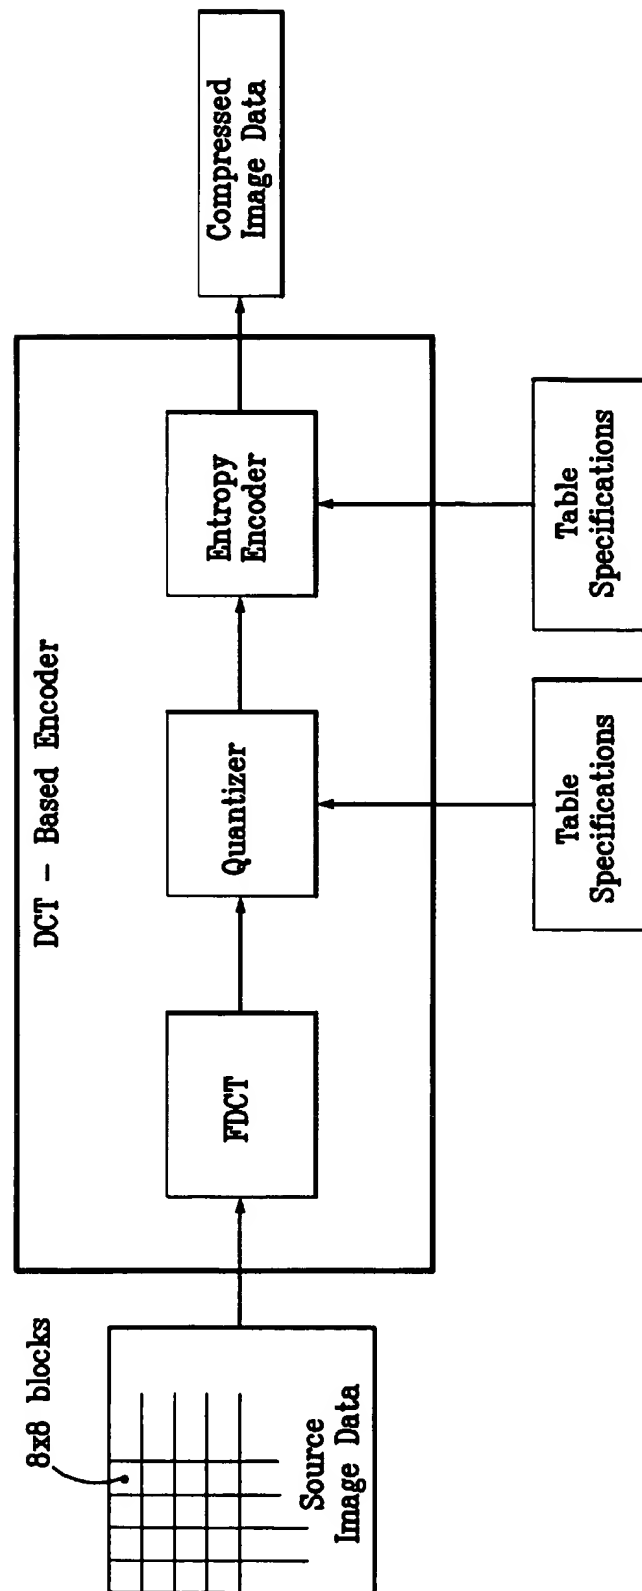 DCT – Based Encoder
8x8 blocks
Source
Image Data
FDCT
Quantizer
Entropy
Encoder
Compressed
Image Data
Table
Specifications
Table
Specifications